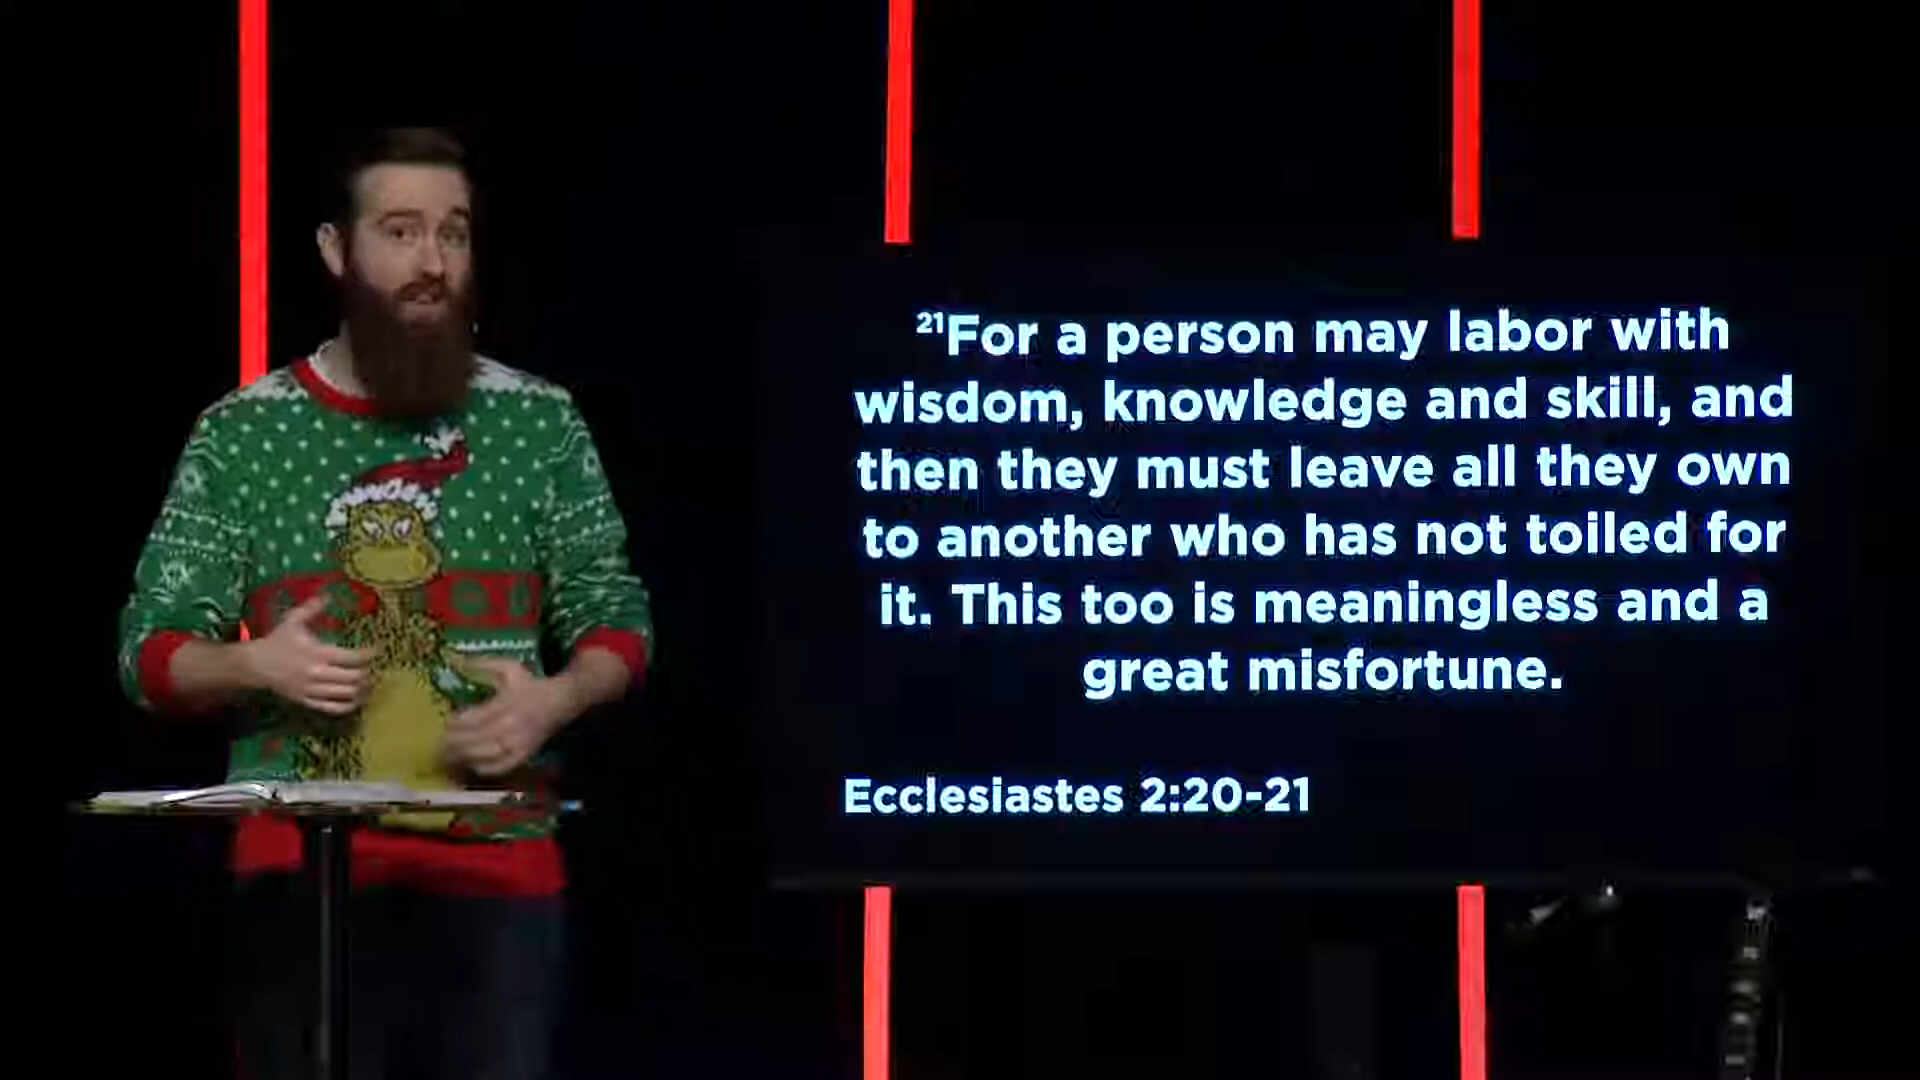 ²¹For a person may labor with
wisdom, knowledge and skill, and
then they must leave all they own
to another who has not toiled for
it. This too is meaningless and a
great misfortune.
Ecclesiastes 2:20-21